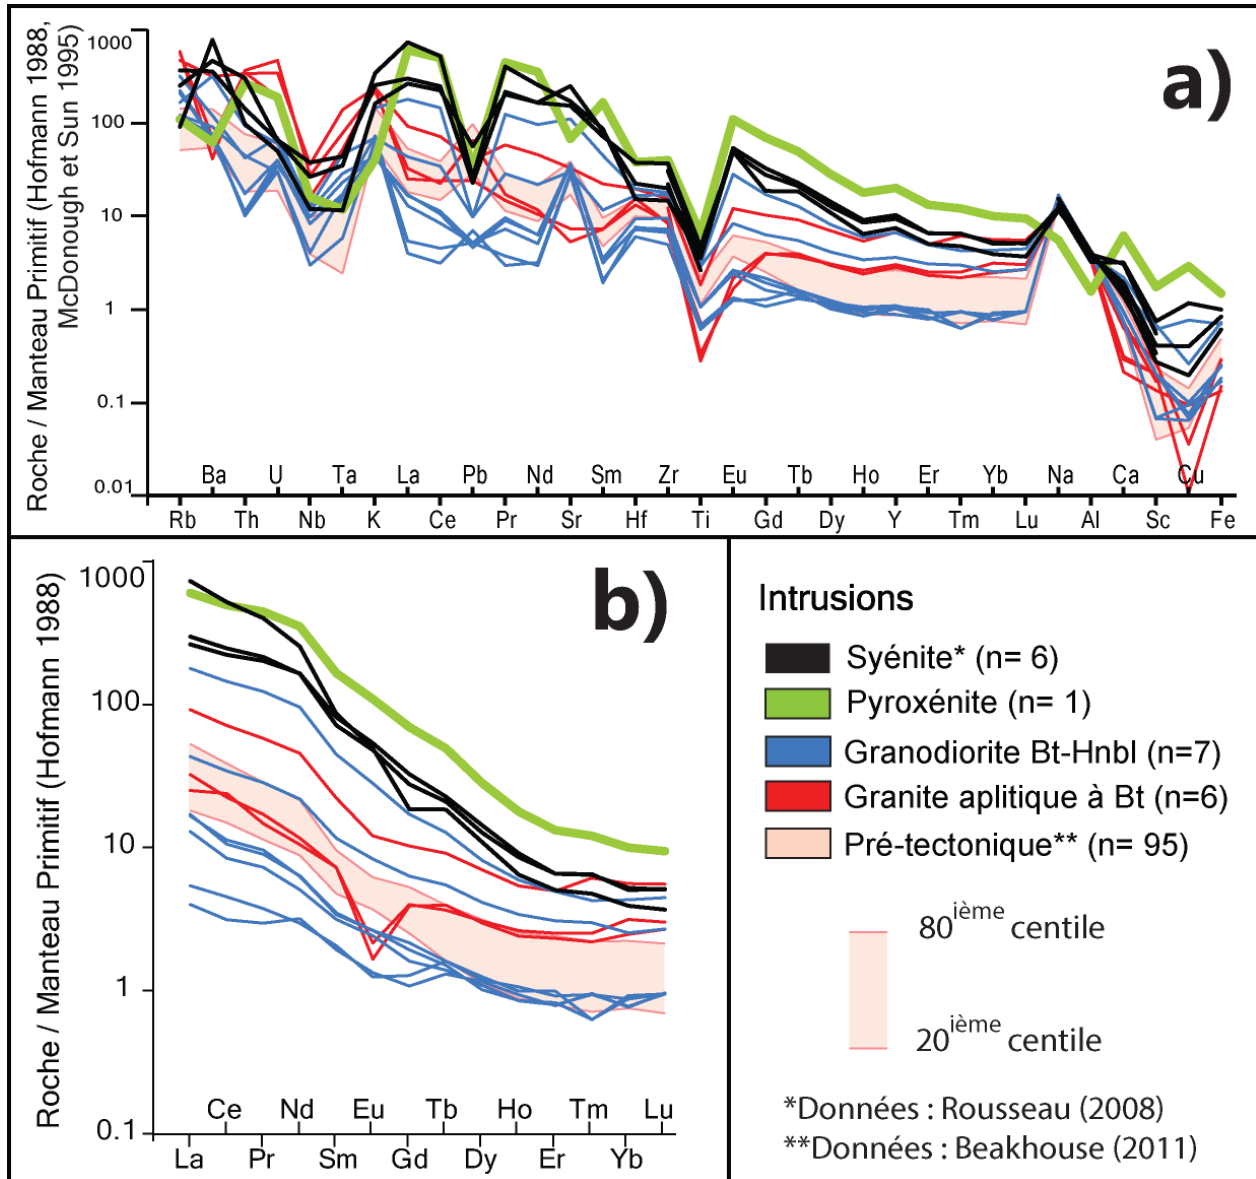 Roche / Manteau Primitif (Hofmann 1988,
McDonough et Sun 1995)
a)
1000
100
10
1
0.1
0.01
Ba U Ta La Pb Nd Sm Zr Eu Tb Ho Er Yb Na Ca Cu
Rb Th Nb K Ce Pr Sr Hf Ti Gd Dy Y Tm Lu Al Sc Fe
Roche / Manteau Primitif (Hofmann 1988)
b)
1000
100
10
1
0.1
Ce Nd Eu Tb Ho Tm Lu
La Pr Sm Gd Dy Er Yb
Intrusions
Syénite* (n= 6)
Pyroxénite (n= 1)
Granodiorite Bt-Hnbl (n=7)
Granite aplitique à Bt (n=6)
Pré-tectonique** (n= 95)
80ième centile
20ième centile
*Données : Rousseau (2008)
**Données : Beakhouse (2011)